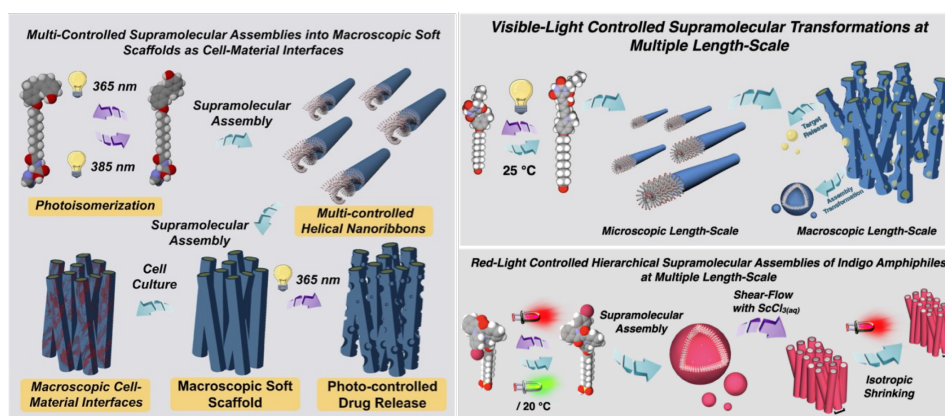 Multi-Controlled Supramolecular Assemblies into Macroscopic Soft
Scaffolds as Cell-Material Interfaces
365 nm
385 nm
Supramolecular
Assembly
Photoisomerization
Multi-controlled
Helical Nanoribbons
Supramolecular
Assembly
Cell
Culture
365 nm
Macroscopic Cell-
Material Interfaces
Macroscopic Soft
Scaffold
Photo-controlled
Drug Release
Visible-Light Controlled Supramolecular Transformations at
Multiple Length-Scale
25 °C
Target
Release
Assembly
Transformation
Microscopic Length-Scale
Macroscopic Length-Scale
Red-Light Controlled Hierarchical Supramolecular Assemblies of Indigo Amphiphiles
at Multiple Length-Scale
/ 20 °C
Supramolecular
Assembly
Shear-Flow
with ScCl3(aq)
Isotropic
Shrinking